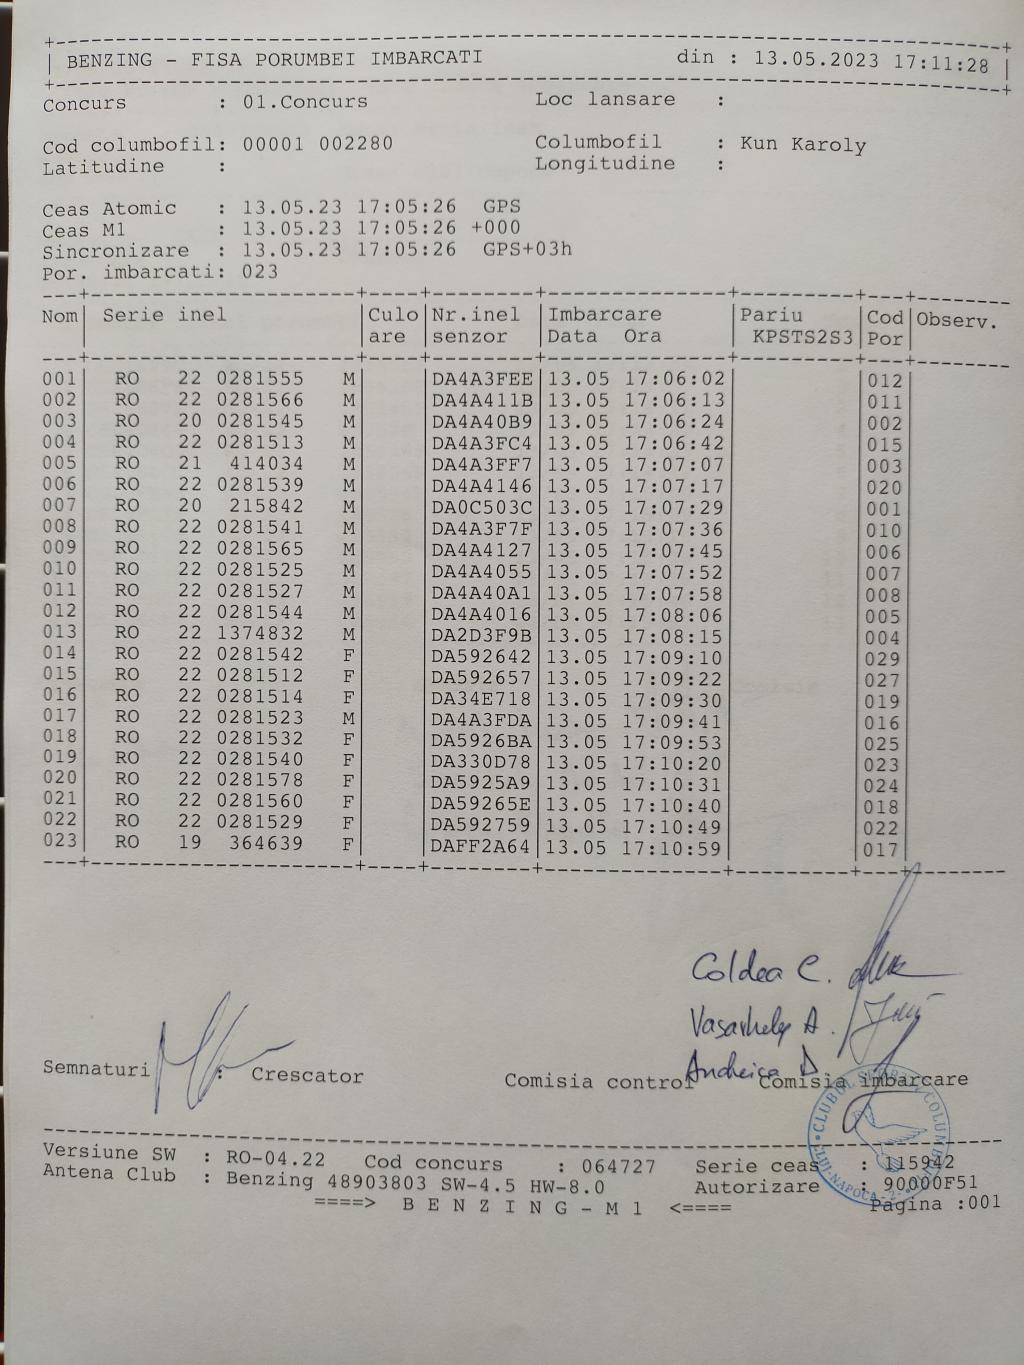 BENZING - FISA PORUMBEI IMBARCATI din : 13.05.2023 17:11:28
Concurs : 01.Concurs Loc lansare :
Cod columbofil: 00001 002280 Columbofil : Kun Karoly
Latitudine : Longitudine :
Ceas Atomic : 13.05.23 17:05:26 GPS
Ceas M1 : 13.05.23 17:05:26 +000
Sincronizare : 13.05.23 17:05:26 GPS+03h
Por. imbarcati: 023
Nom Serie inel Culo Nr.inel Imbarcare Pariu Cod Observ.
are senzor Data Ora KPSTS2S3 Por
001 RO 22 0281555 M DA4A3FEE 13.05 17:06:02 012
002 RO 22 0281566 M DA4A411B 13.05 17:06:13 011
003 RO 20 0281545 M DA4A40B9 13.05 17:06:24 002
004 RO 22 0281513 M DA4A3FC4 13.05 17:06:42 015
005 RO 21 414034 M DA4A3FF7 13.05 17:07:07 003
006 RO 22 0281539 M DA4A4146 13.05 17:07:17 020
007 RO 20 215842 M DA0C503C 13.05 17:07:29 001
008 RO 22 0281541 M DA4A3F7F 13.05 17:07:36 010
009 RO 22 0281565 M DA4A4127 13.05 17:07:45 006
010 RO 22 0281525 M DA4A4055 13.05 17:07:52 007
011 RO 22 0281527 M DA4A40A1 13.05 17:07:58 008
012 RO 22 0281544 M DA4A4016 13.05 17:08:06 005
013 RO 22 1374832 M DA2D3F9B 13.05 17:08:15 004
014 RO 22 0281542 F DA592642 13.05 17:09:10 029
015 RO 22 0281512 F DA592657 13.05 17:09:22 027
016 RO 22 0281514 F DA34E718 13.05 17:09:30 019
017 RO 22 0281523 M DA4A3FDA 13.05 17:09:41 016
018 RO 22 0281532 F DA5926BA 13.05 17:09:53 025
019 RO 22 0281540 F DA330D78 13.05 17:10:20 023
020 RO 22 0281578 F DA5925A9 13.05 17:10:31 024
021 RO 22 0281560 F DA59265E 13.05 17:10:40 018
022 RO 22 0281529 F DA592759 13.05 17:10:49 022
023 RO 19 364639 F DAFF2A64 13.05 17:10:59 017
Coldea C.
Vasarhely A.
Andreica D
Semnaturi : Crescator Comisia control Comisia imbarcare
CLUBUL
CLUJ-NAPOCA - 2 -
Versiune SW : RO-04.22 Cod concurs : 064727 Serie ceas : 115942
Antena Club : Benzing 48903803 SW-4.5 HW-8.0 Autorizare : 90000F51
====> B E N Z I N G - M 1 <==== Pagina :001